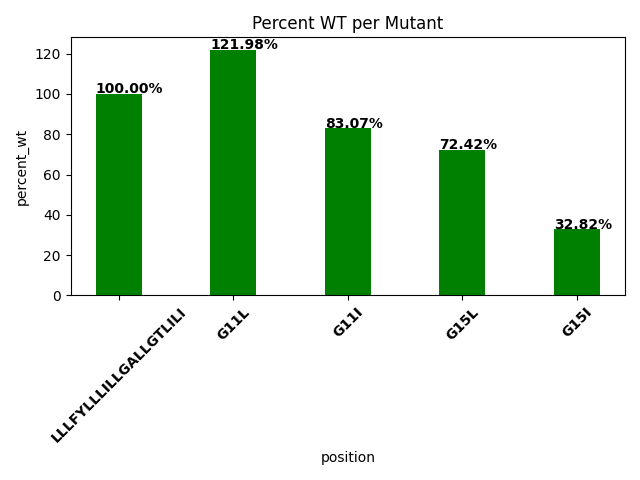 Percent WT per Mutant
percent_wt
120
100
80
60
40
20
0
100.00%
121.98%
83.07%
72.42%
32.82%
LLLFYLLLILLGALLGTLILI
G11L
G11I
G15L
G15I
position